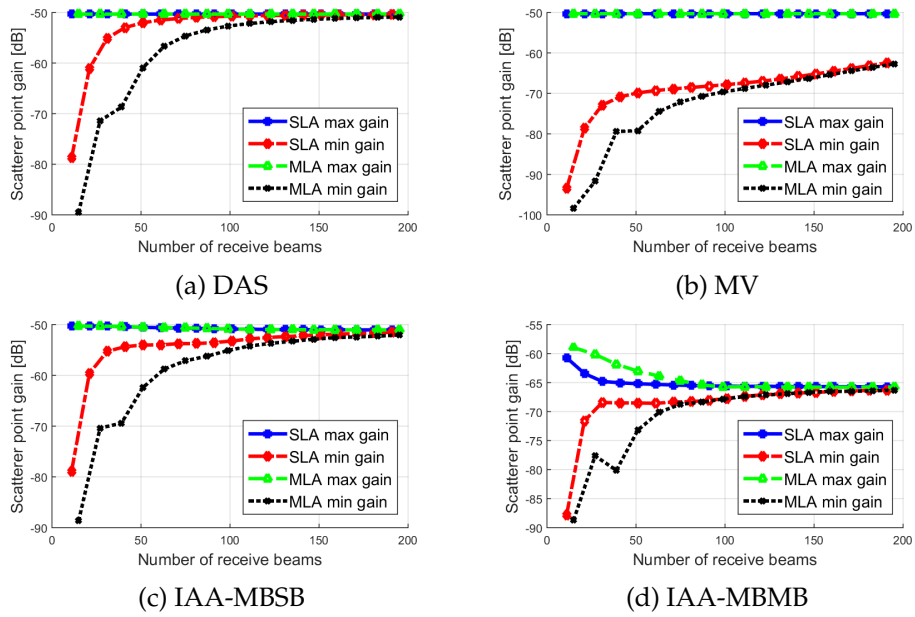 Scatterer point gain [dB]
-50
-60
-70
-80
-90
0
50
100
150
200
Number of receive beams
SLA max gain
SLA min gain
MLA max gain
MLA min gain
(a) DAS
Scatterer point gain [dB]
-50
-60
-70
-80
-90
-100
0
50
100
150
200
Number of receive beams
SLA max gain
SLA min gain
MLA max gain
MLA min gain
(b) MV
Scatterer point gain [dB]
-50
-60
-70
-80
-90
0
50
100
150
200
Number of receive beams
SLA max gain
SLA min gain
MLA max gain
MLA min gain
(c) IAA-MBSB
Scatterer point gain [dB]
-55
-60
-65
-70
-75
-80
-85
-90
0
50
100
150
200
Number of receive beams
SLA max gain
SLA min gain
MLA max gain
MLA min gain
(d) IAA-MBMB